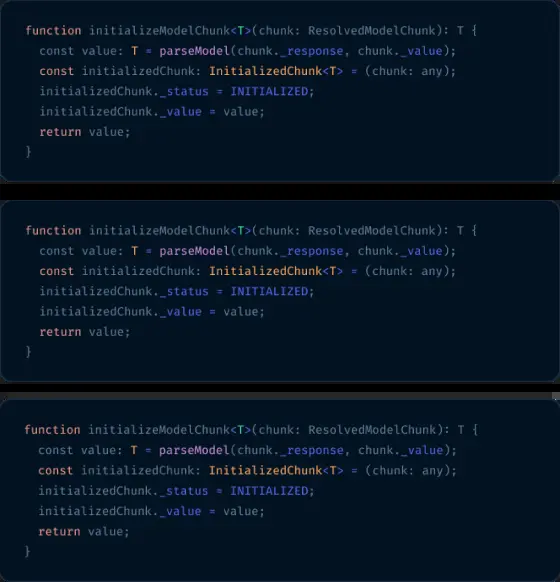 function initializeModelChunk<T>(chunk: ResolvedModelChunk): T {
  const value: T = parseModel(chunk._response, chunk._value);
  const initializedChunk: InitializedChunk<T> = (chunk: any);
  initializedChunk._status = INITIALIZED;
  initializedChunk._value = value;
  return value;
}
function initializeModelChunk<T>(chunk: ResolvedModelChunk): T {
  const value: T = parseModel(chunk._response, chunk._value);
  const initializedChunk: InitializedChunk<T> = (chunk: any);
  initializedChunk._status = INITIALIZED;
  initializedChunk._value = value;
  return value;
}
function initializeModelChunk<T>(chunk: ResolvedModelChunk): T {
  const value: T = parseModel(chunk._response, chunk._value);
  const initializedChunk: InitializedChunk<T> = (chunk: any);
  initializedChunk._status = INITIALIZED;
  initializedChunk._value = value;
  return value;
}